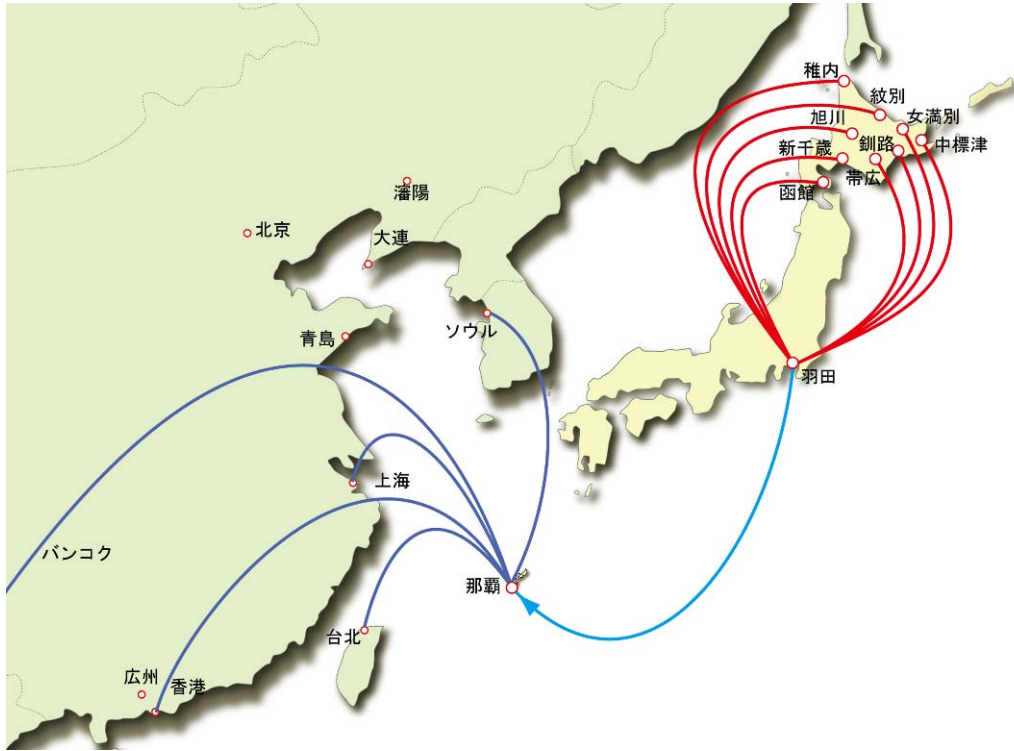 稚内
紋別
旭川
女満別
新千歳
釧路
中標津
帯広
函館
瀋陽
北京
大連
ソウル
青島
羽田
上海
バンコク
那覇
台北
広州
香港